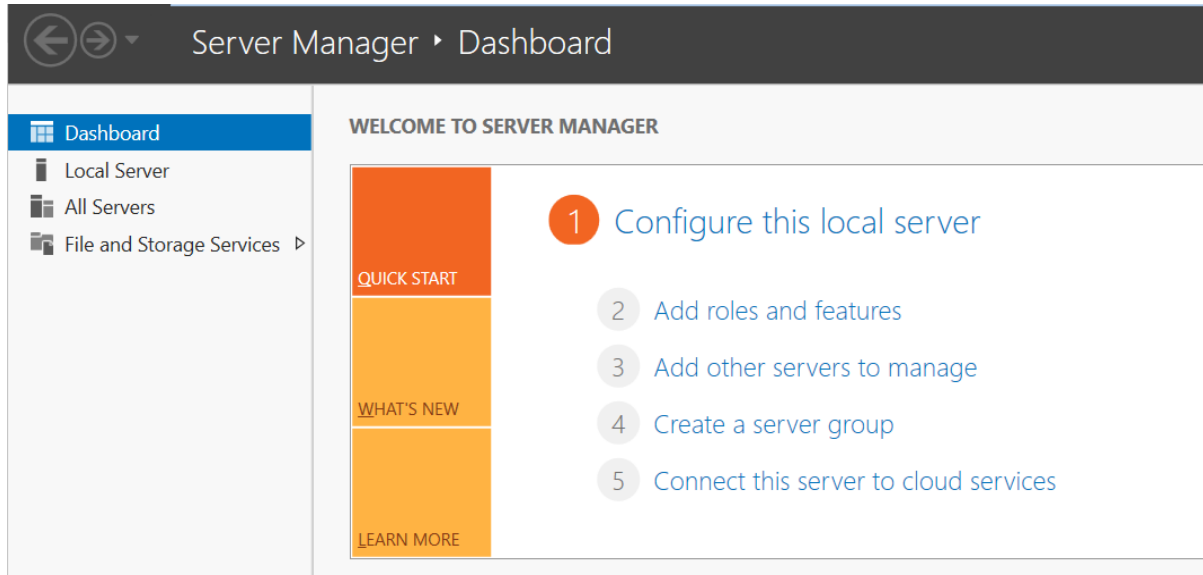 Server Manager ‣ Dashboard
Dashboard
Local Server
All Servers
File and Storage Services
WELCOME TO SERVER MANAGER
QUICK START
WHAT'S NEW
LEARN MORE
1 Configure this local server
2 Add roles and features
3 Add other servers to manage
4 Create a server group
5 Connect this server to cloud services